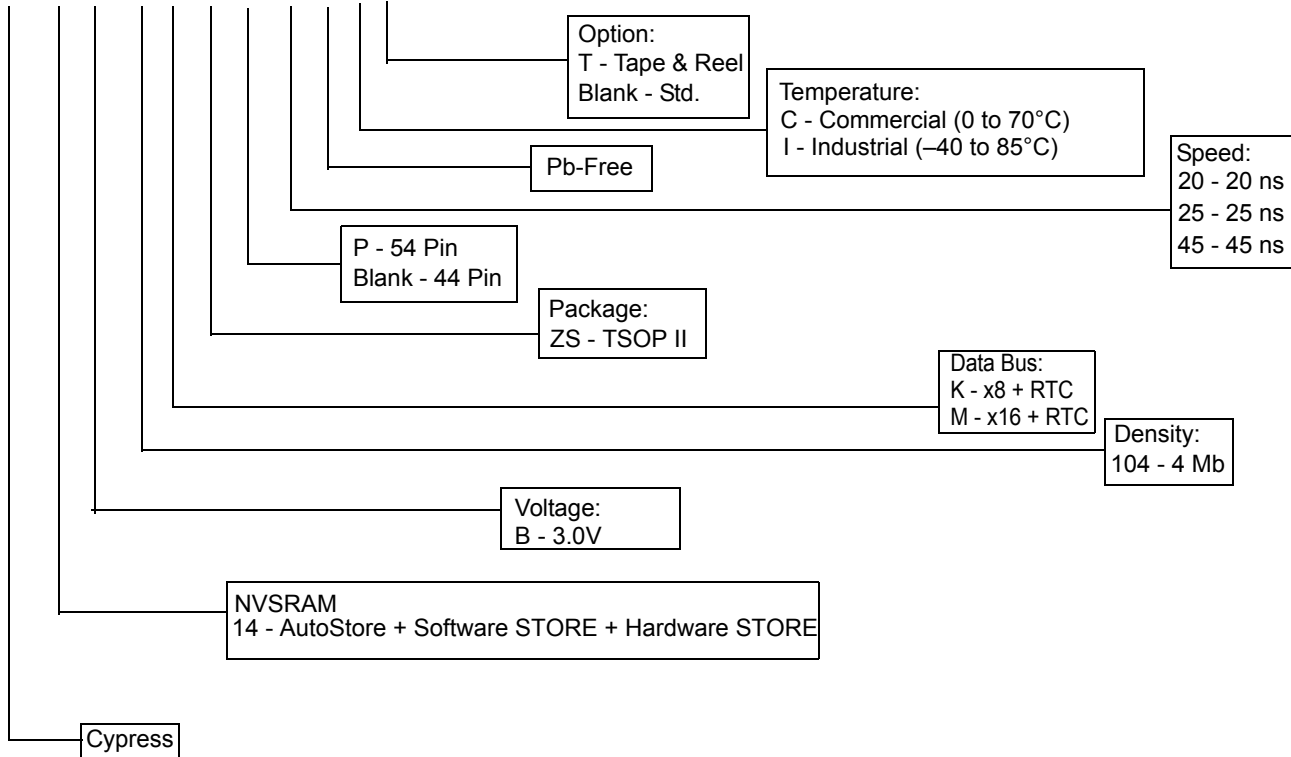 Option:
T - Tape & Reel
Blank - Std.
Temperature:
C - Commercial (0 to 70°C)
I - Industrial (–40 to 85°C)
Speed:
20 - 20 ns
25 - 25 ns
45 - 45 ns
Pb-Free
P - 54 Pin
Blank - 44 Pin
Package:
ZS - TSOP II
Data Bus:
K - x8 + RTC
M - x16 + RTC
Density:
104 - 4 Mb
Voltage:
B - 3.0V
NVSRAM
14 - AutoStore + Software STORE + Hardware STORE
Cypress